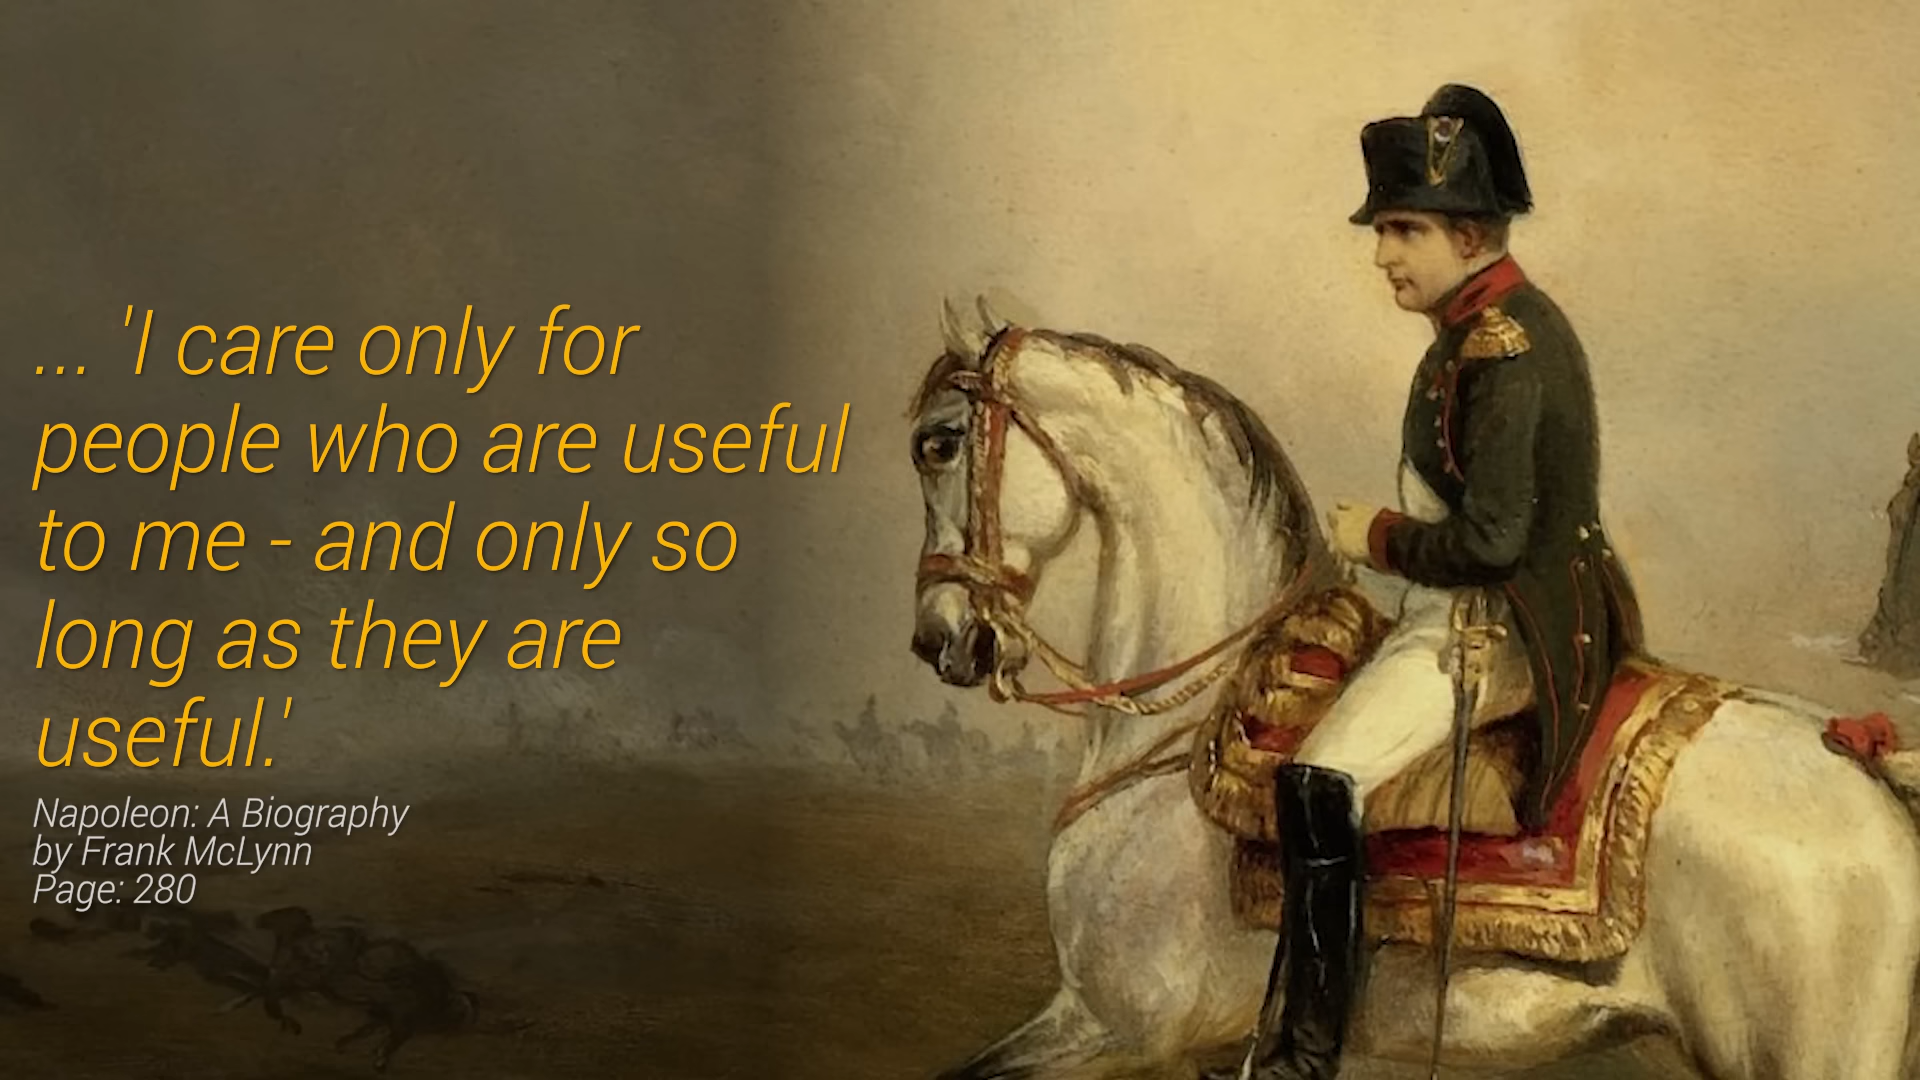 ... 'I care only for
people who are useful
to me - and only so
long as they are
useful.'
Napoleon: A Biography
by Frank McLynn
Page: 280